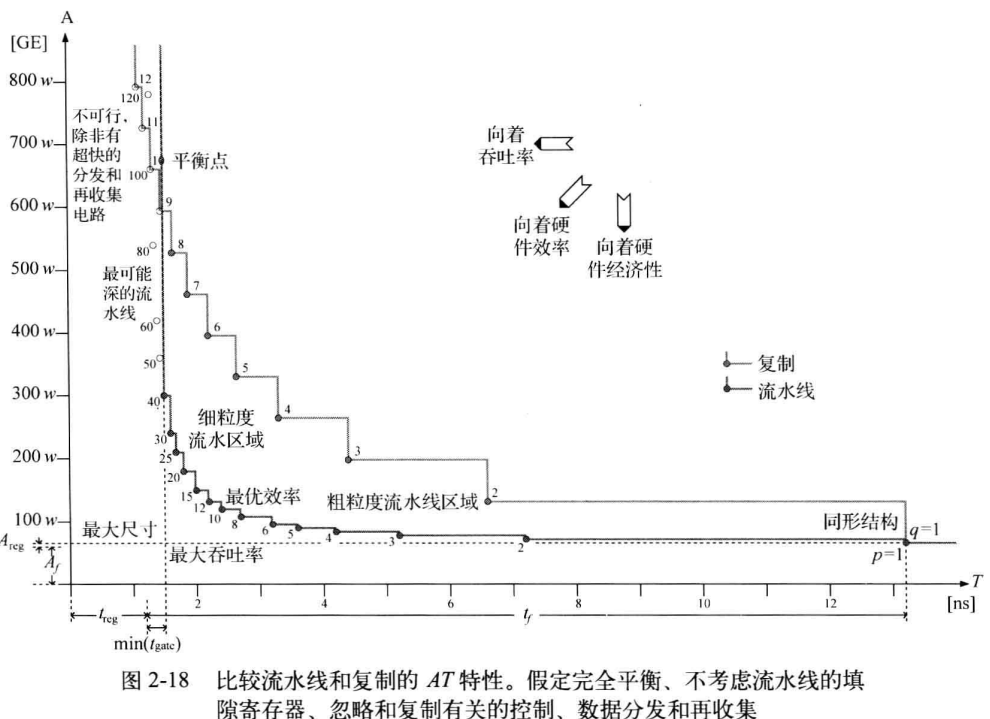 A
[GE]
800 w
700 w
600 w
500 w
400 w
300 w
200 w
100 w
A_reg
A_f
不可行，
除非有
超快的
分发和
再收集
电路
120
12
11
100
10
平衡点
9
80
8
最可能
深的流
水线
7
60
6
50
5
40
4
细粒度
流水区域
30
25
20
15
12
10
8
6
5
4
3
2
3
2
最优效率
粗粒度流水线区域
最大尺寸
最大吞吐率
同形结构
q=1
p=1
向着
吞吐率
向着硬
件效率
向着硬
件经济性
复制
流水线
2
4
6
8
10
12
T
[ns]
t_reg
t_f
min(t_gate)
图 2-18 比较流水线和复制的 AT 特性。假定完全平衡、不考虑流水线的填
隙寄存器、忽略和复制有关的控制、数据分发和再收集